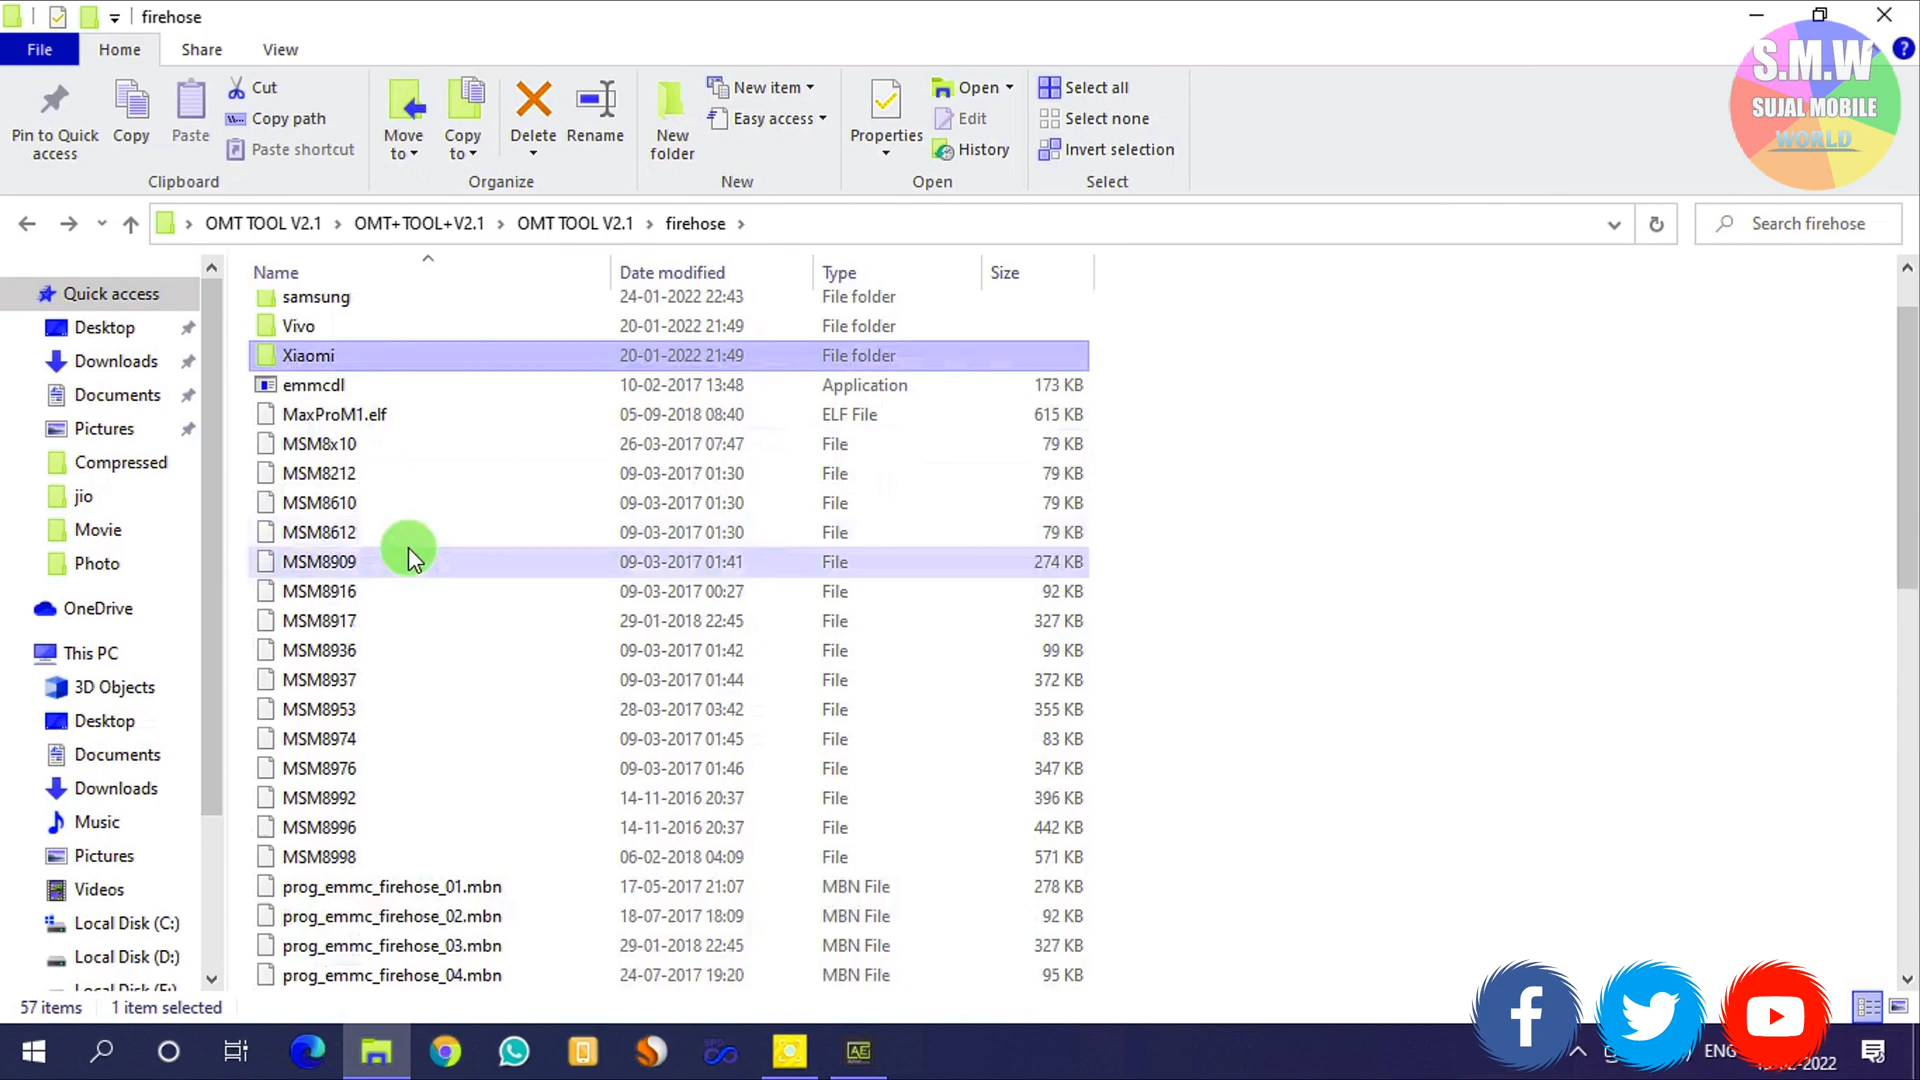 firehose
File Home Share View
Pin to Quick access
Copy
Paste
Cut
Copy path
Paste shortcut
Clipboard
Move to
Copy to
Delete
Rename
Organize
New folder
New item
Easy access
New
Properties
Open
Edit
History
Open
Select all
Select none
Invert selection
Select
?
S.M.W
SUJAL MOBILE
WORLD
OMT TOOL V2.1 › OMT+TOOL+V2.1 › OMT TOOL V2.1 › firehose ›
Search firehose
Quick access
Desktop
Downloads
Documents
Pictures
Compressed
jio
Movie
Photo
OneDrive
This PC
3D Objects
Desktop
Documents
Downloads
Music
Pictures
Videos
Local Disk (C:)
Local Disk (D:)
Name Date modified Type Size
samsung 24-01-2022 22:43 File folder
Vivo 20-01-2022 21:49 File folder
Xiaomi 20-01-2022 21:49 File folder
emmcdl 10-02-2017 13:48 Application 173 KB
MaxProM1.elf 05-09-2018 08:40 ELF File 615 KB
MSM8x10 26-03-2017 07:47 File 79 KB
MSM8212 09-03-2017 01:30 File 79 KB
MSM8610 09-03-2017 01:30 File 79 KB
MSM8612 09-03-2017 01:30 File 79 KB
MSM8909 09-03-2017 01:41 File 274 KB
MSM8916 09-03-2017 00:27 File 92 KB
MSM8917 29-01-2018 22:45 File 327 KB
MSM8936 09-03-2017 01:42 File 99 KB
MSM8937 09-03-2017 01:44 File 372 KB
MSM8953 28-03-2017 03:42 File 355 KB
MSM8974 09-03-2017 01:45 File 83 KB
MSM8976 09-03-2017 01:46 File 347 KB
MSM8992 14-11-2016 20:37 File 396 KB
MSM8996 14-11-2016 20:37 File 442 KB
MSM8998 06-02-2018 04:09 File 571 KB
prog_emmc_firehose_01.mbn 17-05-2017 21:07 MBN File 278 KB
prog_emmc_firehose_02.mbn 18-07-2017 18:09 MBN File 92 KB
prog_emmc_firehose_03.mbn 29-01-2018 22:45 MBN File 327 KB
prog_emmc_firehose_04.mbn 24-07-2017 19:20 MBN File 95 KB
57 items 1 item selected
SPD
AE
ENG
-2022